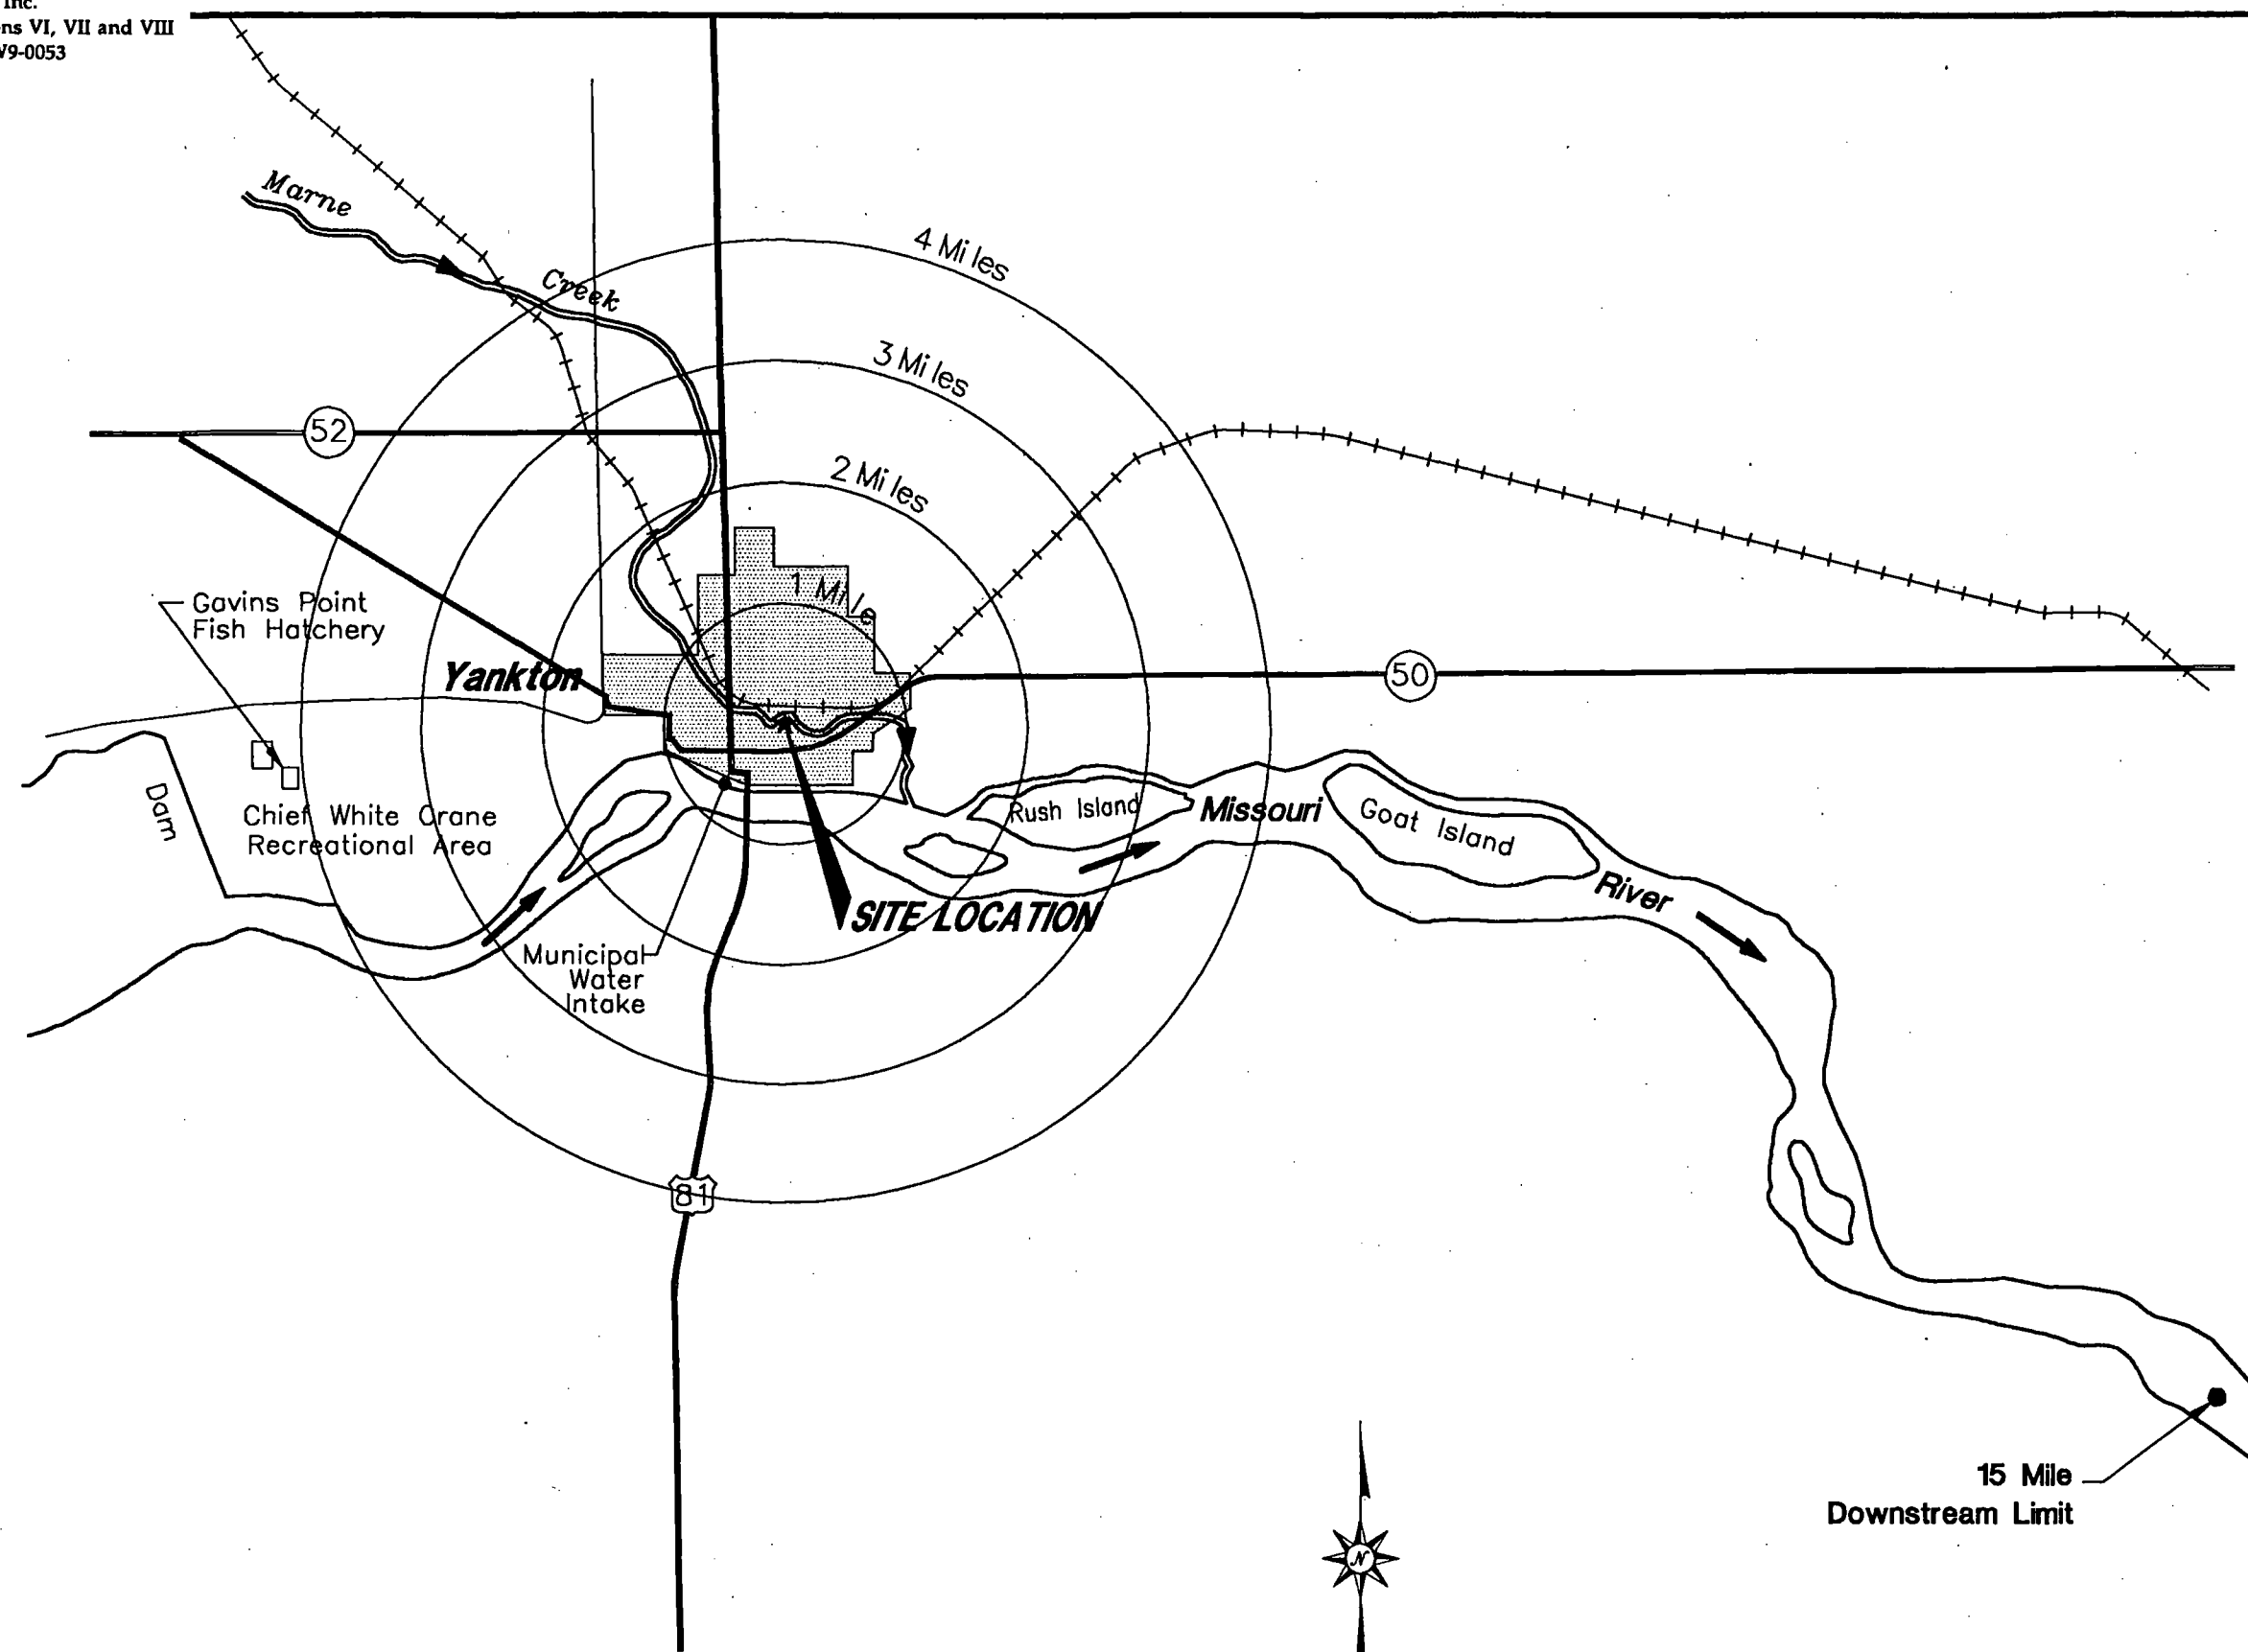 Inc.
ns VI, VII and VIII
V9-0053
Marne
Creek
4 Miles
3 Miles
52
2 Miles
1 Mile
Gavins Point
Fish Hatchery
Yankton
50
Dam
Chief White Crane
Recreational Area
Rush Island
Missouri
Goat Island
River
SITE LOCATION
Municipal
Water
Intake
81
15 Mile
Downstream Limit
N